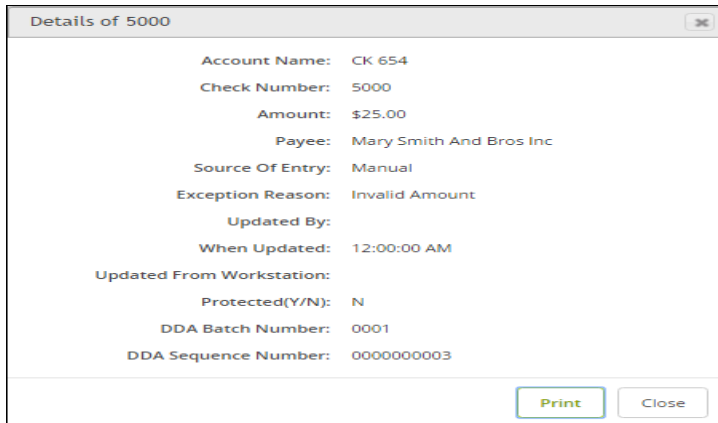 Details of 5000
Account Name: CK 654
Check Number: 5000
Amount: $25.00
Payee: Mary Smith And Bros Inc
Source Of Entry: Manual
Exception Reason: Invalid Amount
Updated By:
When Updated: 12:00:00 AM
Updated From Workstation:
Protected(Y/N): N
DDA Batch Number: 0001
DDA Sequence Number: 0000000003
Print Close